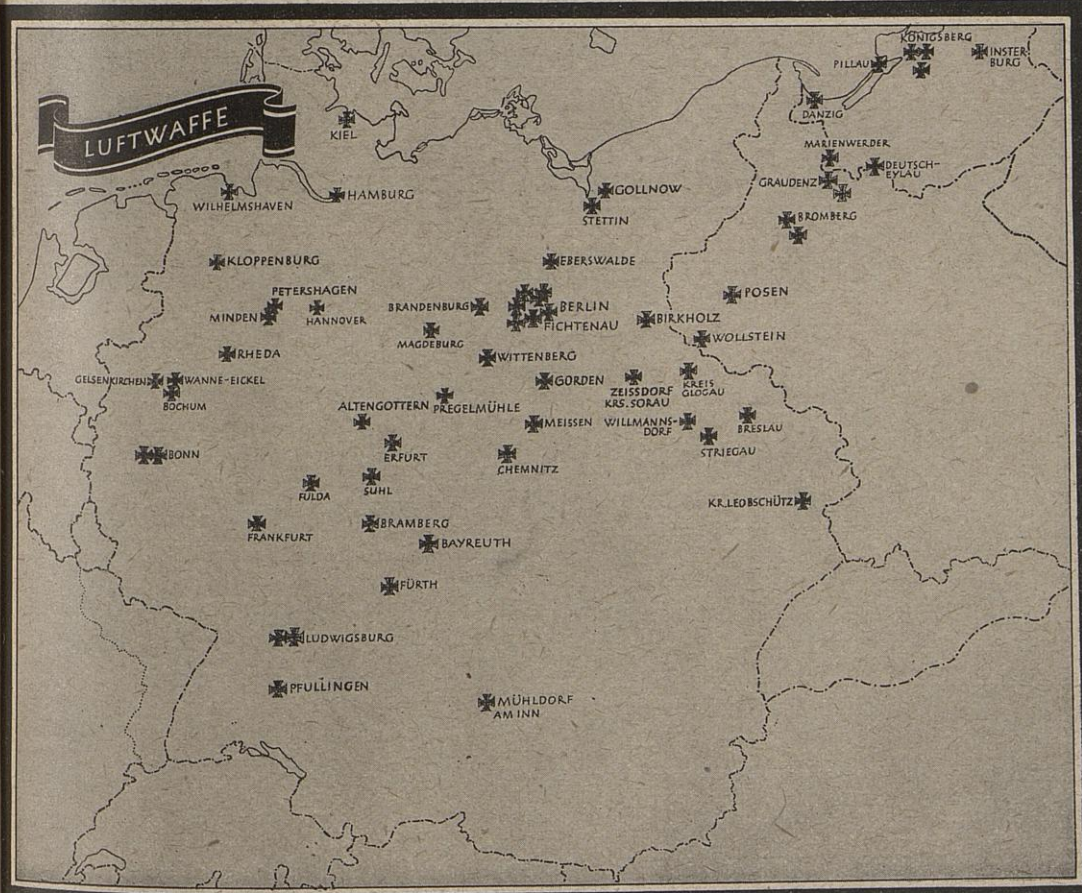 LUFTWAFFE
KÖNIGSBERG
PILLAU
INSTER
BURG
DANZIG
KIEL
MARIENWERDER
DEUTSCH-
EYLAU
GRAUDENZ
WILHELMSHAVEN
HAMBURG
GOLLNOW
STETTIN
BROMBERG
KLOPPENBURG
EBERSWALDE
PETERSHAGEN
MINDEN
HANNOVER
BRANDENBURG
BERLIN
FICHTENAU
POSEN
BIRKHOLZ
MAGDEBURG
WOLLSTEIN
RHEDA
WITTENBERG
GELSENKIRCHEN
WANNE-EICKEL
BOCHUM
GORDEN
ZEISSDORF
KRS. SORAU
KREIS
GLOGAU
ALTENGOTTERN
PREGELMÜHLE
MEISSEN
WILLMANNS-
DORF
BRESLAU
STRIEGAU
BONN
ERFURT
CHEMNITZ
FULDA
SUHL
KR.LEOBSCHÜTZ
FRANKFURT
BRAMBERG
BAYREUTH
FÜRTH
LUDWIGSBURG
PFULLINGEN
MÜHLDORF
AM INN